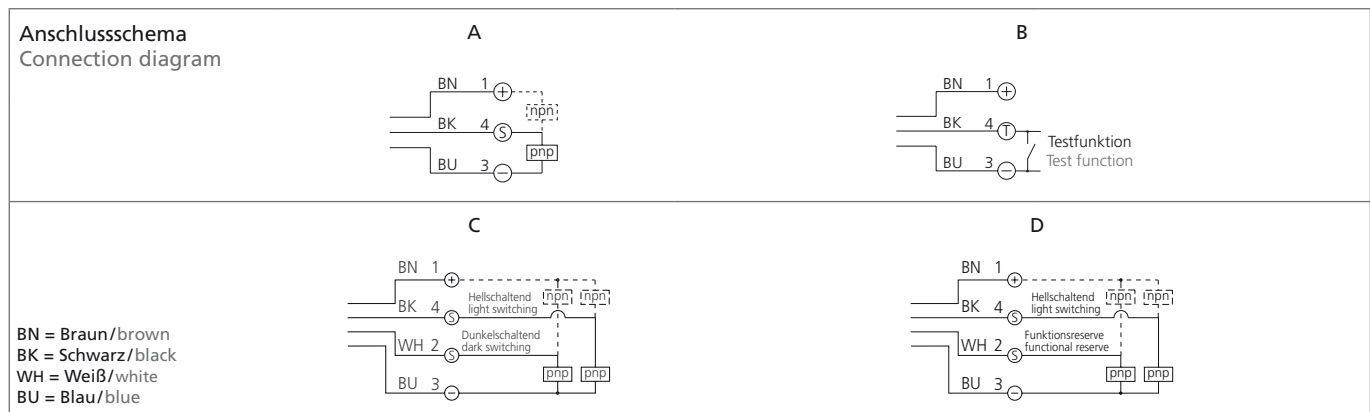 Anschlussschema
Connection diagram
A
BN 1 +
npn
BK 4 S
pnp
BU 3 −
B
BN 1 +
BK 4 T
Testfunktion
Test function
BU 3 −
C
BN 1 +
npn npn
BK 4 S
Hellschaltend
light switching
WH 2 S
Dunkelschaltend
dark switching
pnp pnp
BU 3 −
D
BN 1 +
npn npn
BK 4 S
Hellschaltend
light switching
WH 2 S
Funktionsreserve
functional reserve
pnp pnp
BU 3 −
BN = Braun/brown
BK = Schwarz/black
WH = Weiß/white
BU = Blau/blue